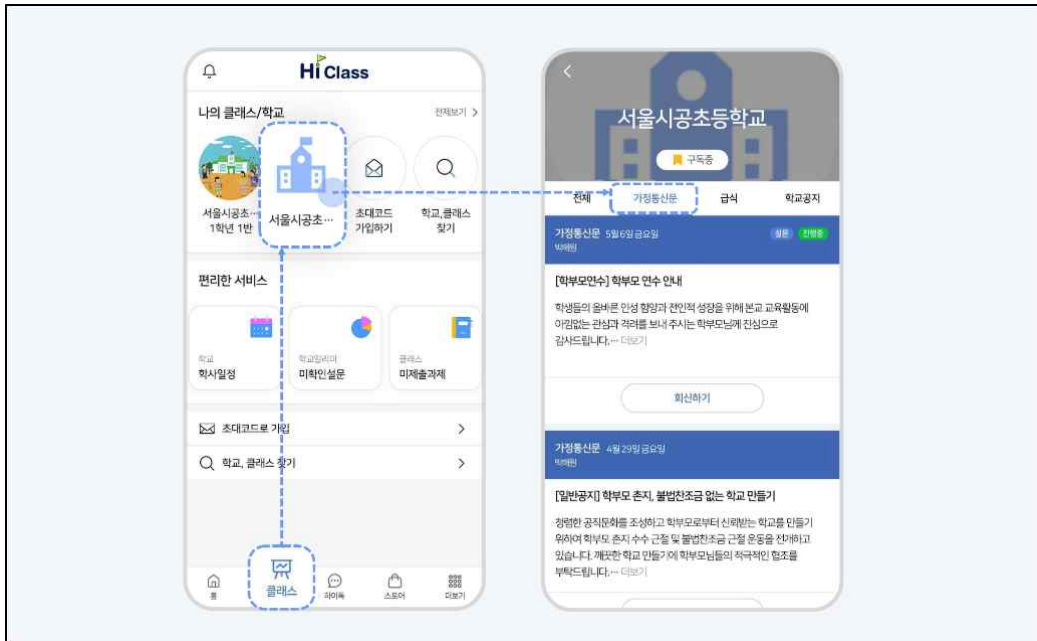 Hi Class
나의 클래스/학교
전체보기 >
서울시공초…
1학년 1반
서울시공초…
초대코드
가입하기
학교,클래스
찾기
편리한 서비스
학교
학사일정
학교알리미
미확인설문
클래스
미제출과제
초대코드로 가입
학교, 클래스 찾기
홈
클래스
하이톡
스토어
더보기
서울시공초등학교
구독중
전체
가정통신문
급식
학교공지
가정통신문 5월6일금요일
설문
진행중
[학부모연수] 학부모 연수 안내
학생들의 올바른 인성 함양과 전인적 성장을 위해 본교 교육활동에
아낌없는 관심과 격려를 보내 주시는 학부모님께 진심으로
감사드립니다.… 더보기
회신하기
가정통신문 4월29일금요일
[일반공지] 학부모 촌지, 불법찬조금 없는 학교 만들기
청렴한 공직문화를 조성하고 학부모로부터 신뢰받는 학교를 만들기
위하여 학부모 촌지 수수 근절 및 불법찬조금 근절 운동을 전개하고
있습니다. 깨끗한 학교 만들기에 학부모님들의 적극적인 협조를
부탁드립니다.… 더보기